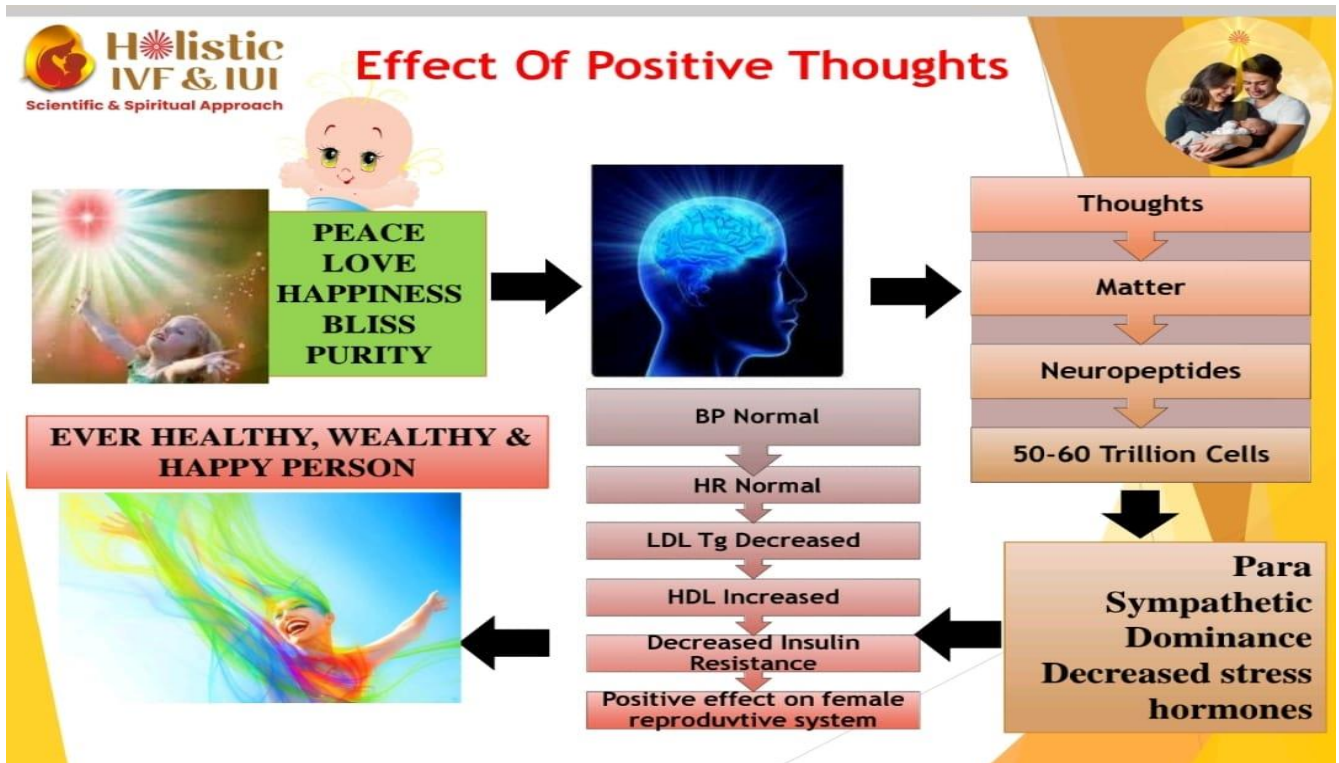 Holistic
IVF & IUI
Scientific & Spiritual Approach
Effect Of Positive Thoughts
PEACE
LOVE
HAPPINESS
BLISS
PURITY
Thoughts
Matter
Neuropeptides
50-60 Trillion Cells
Para
Sympathetic
Dominance
Decreased stress
hormones
BP Normal
HR Normal
LDL Tg Decreased
HDL Increased
Decreased Insulin
Resistance
Positive effect on female
reproduvtive system
EVER HEALTHY, WEALTHY &
HAPPY PERSON